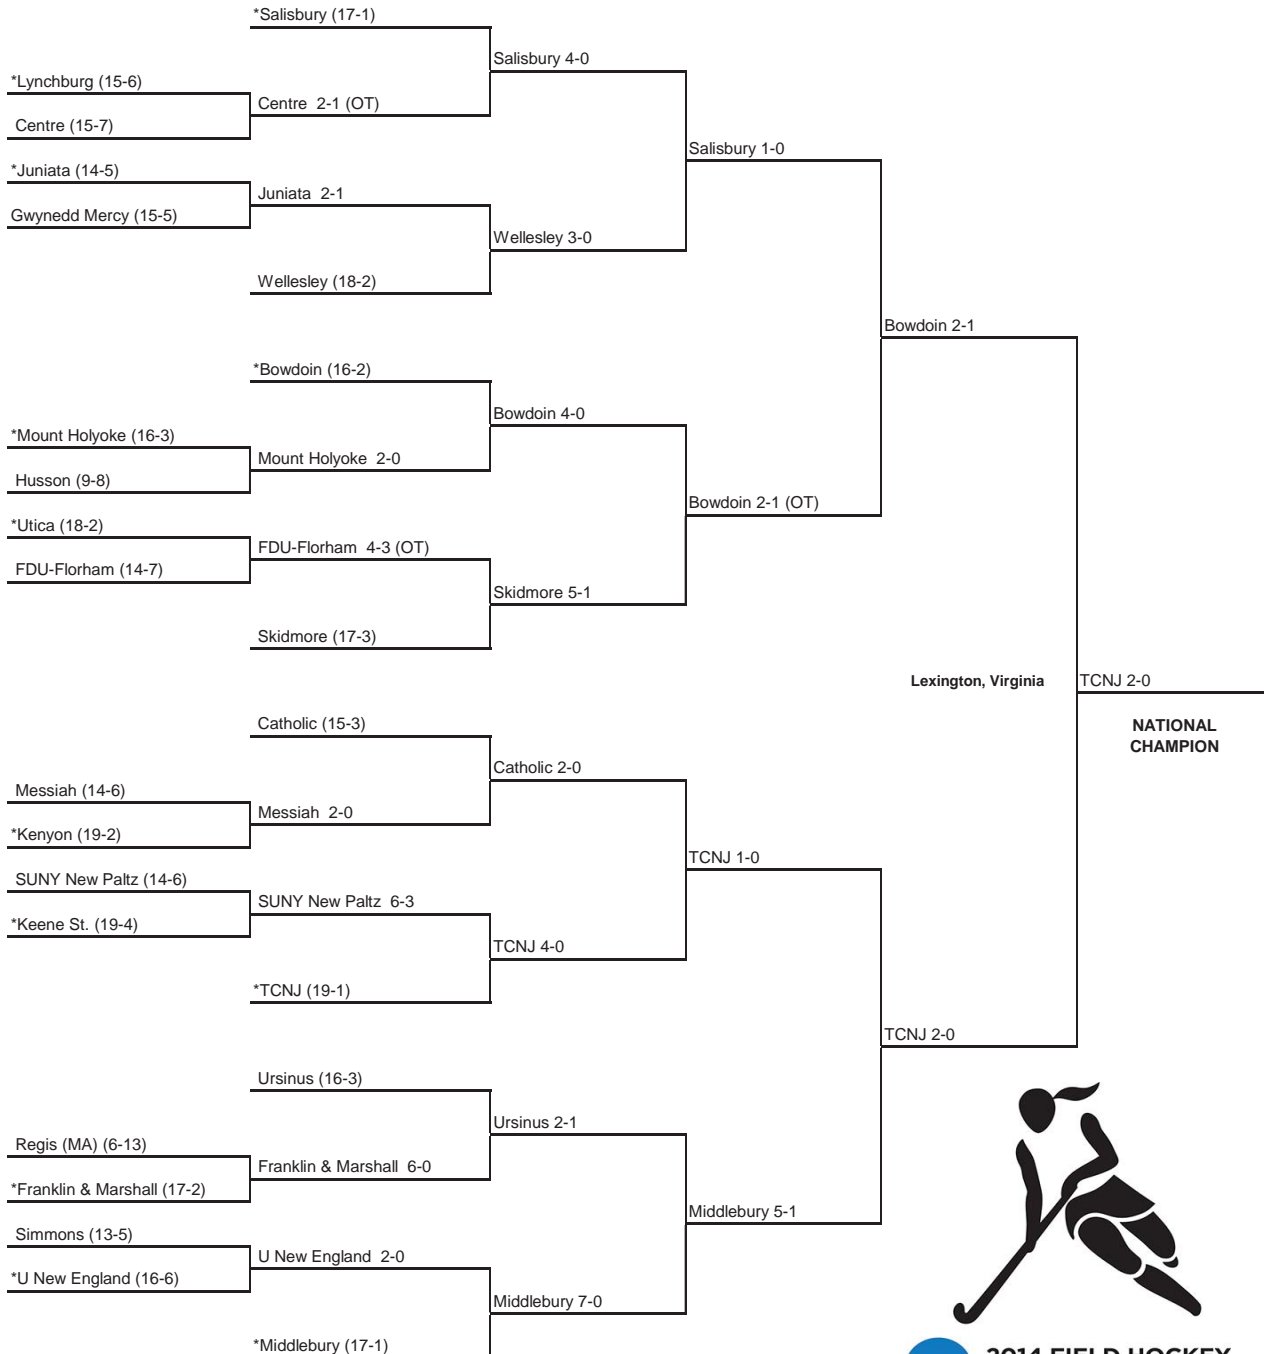 *Salisbury (17-1)
*Lynchburg (15-6)
Centre (15-7)
*Juniata (14-5)
Gwynedd Mercy (15-5)
Wellesley (18-2)
*Bowdoin (16-2)
*Mount Holyoke (16-3)
Husson (9-8)
*Utica (18-2)
FDU-Florham (14-7)
Skidmore (17-3)
Catholic (15-3)
Messiah (14-6)
*Kenyon (19-2)
SUNY New Paltz (14-6)
*Keene St. (19-4)
*TCNJ (19-1)
Ursinus (16-3)
Regis (MA) (6-13)
*Franklin & Marshall (17-2)
Simmons (13-5)
*U New England (16-6)
*Middlebury (17-1)
Centre 2-1 (OT)
Juniata 2-1
Mount Holyoke 2-0
FDU-Florham 4-3 (OT)
Messiah 2-0
SUNY New Paltz 6-3
Franklin & Marshall 6-0
U New England 2-0
Salisbury 4-0
Wellesley 3-0
Bowdoin 4-0
Skidmore 5-1
Catholic 2-0
TCNJ 4-0
Ursinus 2-1
Middlebury 7-0
Salisbury 1-0
Bowdoin 2-1 (OT)
TCNJ 1-0
Middlebury 5-1
Bowdoin 2-1
TCNJ 2-0
Lexington, Virginia
TCNJ 2-0
NATIONAL
CHAMPION
2014 FIELD HOCKEY